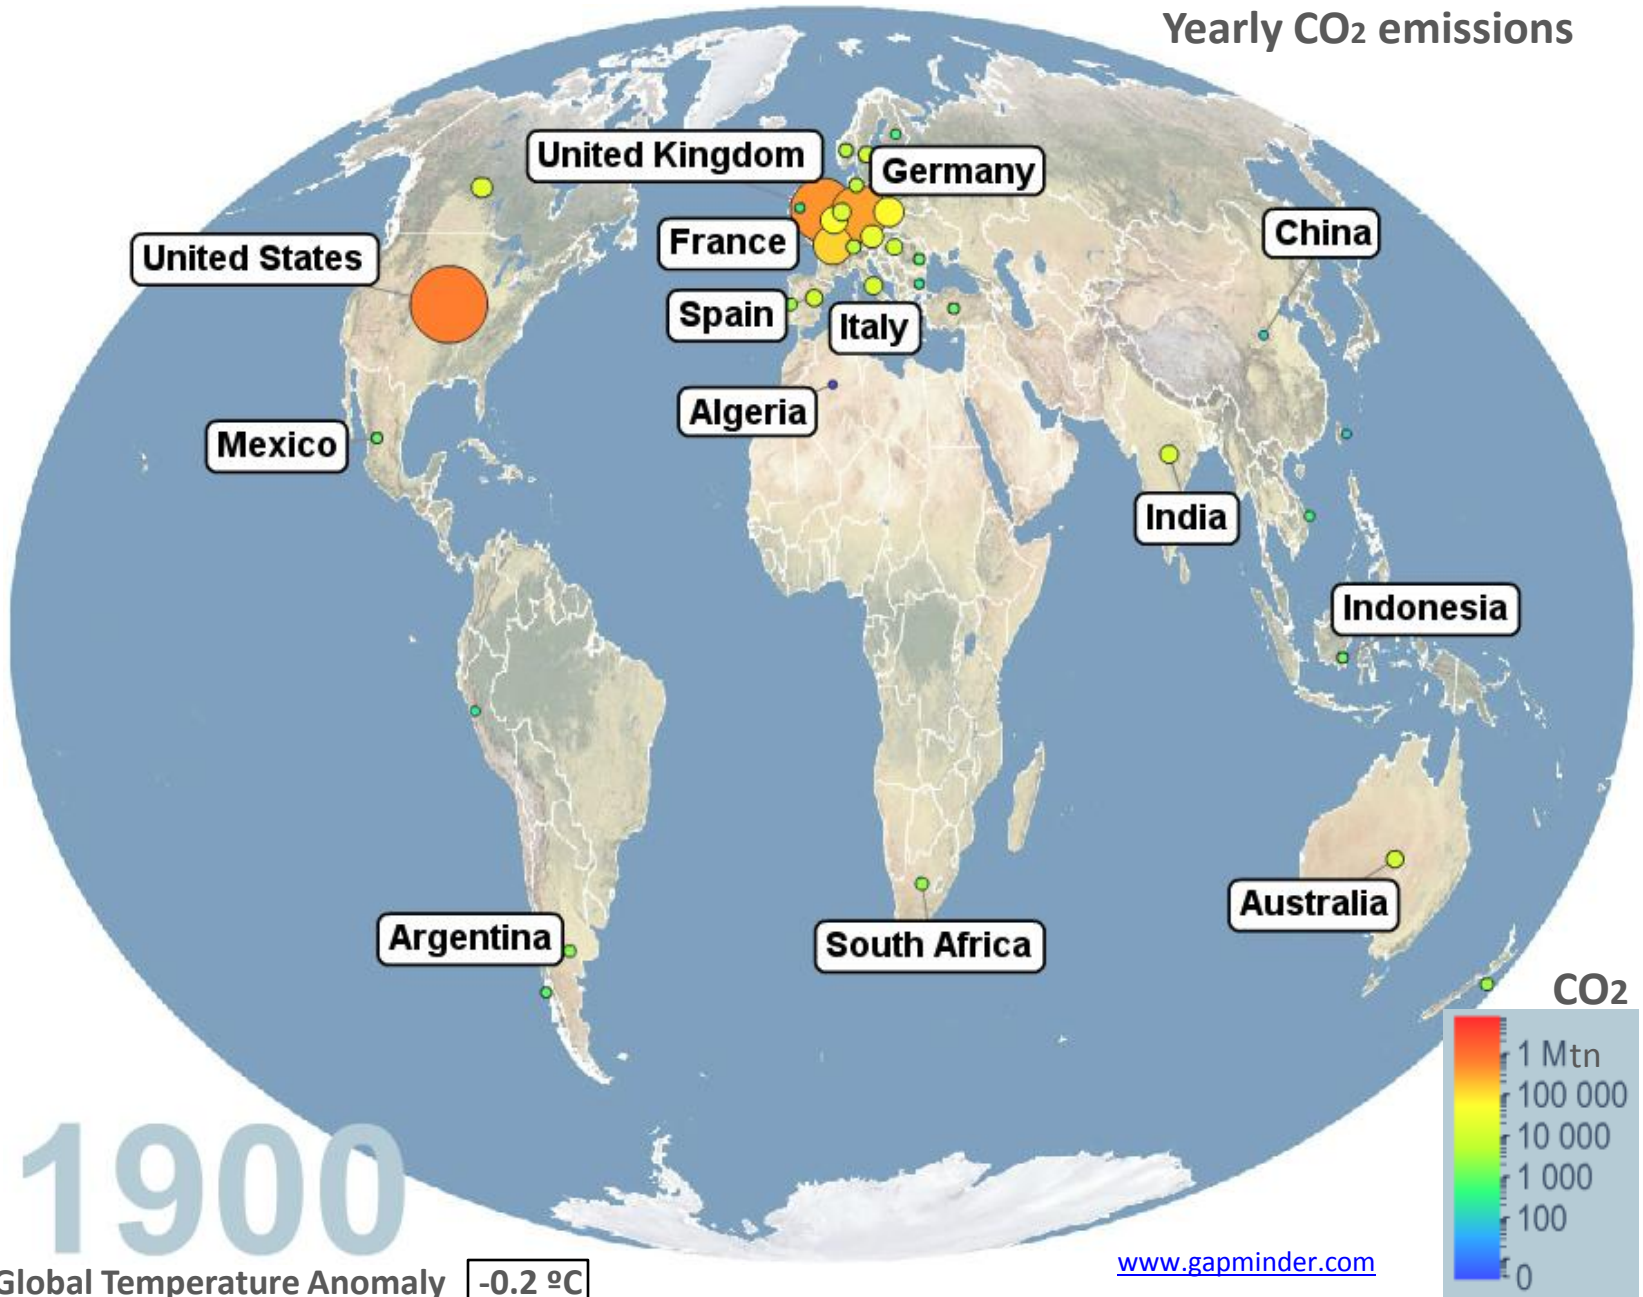 Yearly CO2 emissions
United Kingdom
Germany
China
France
United States
Spain
Italy
Algeria
Mexico
India
Indonesia
Australia
Argentina
South Africa
CO2
1 Mtn
100 000
10 000
1 000
100
0
1900
www.gapminder.com
Global Temperature Anomaly -0.2 ºC